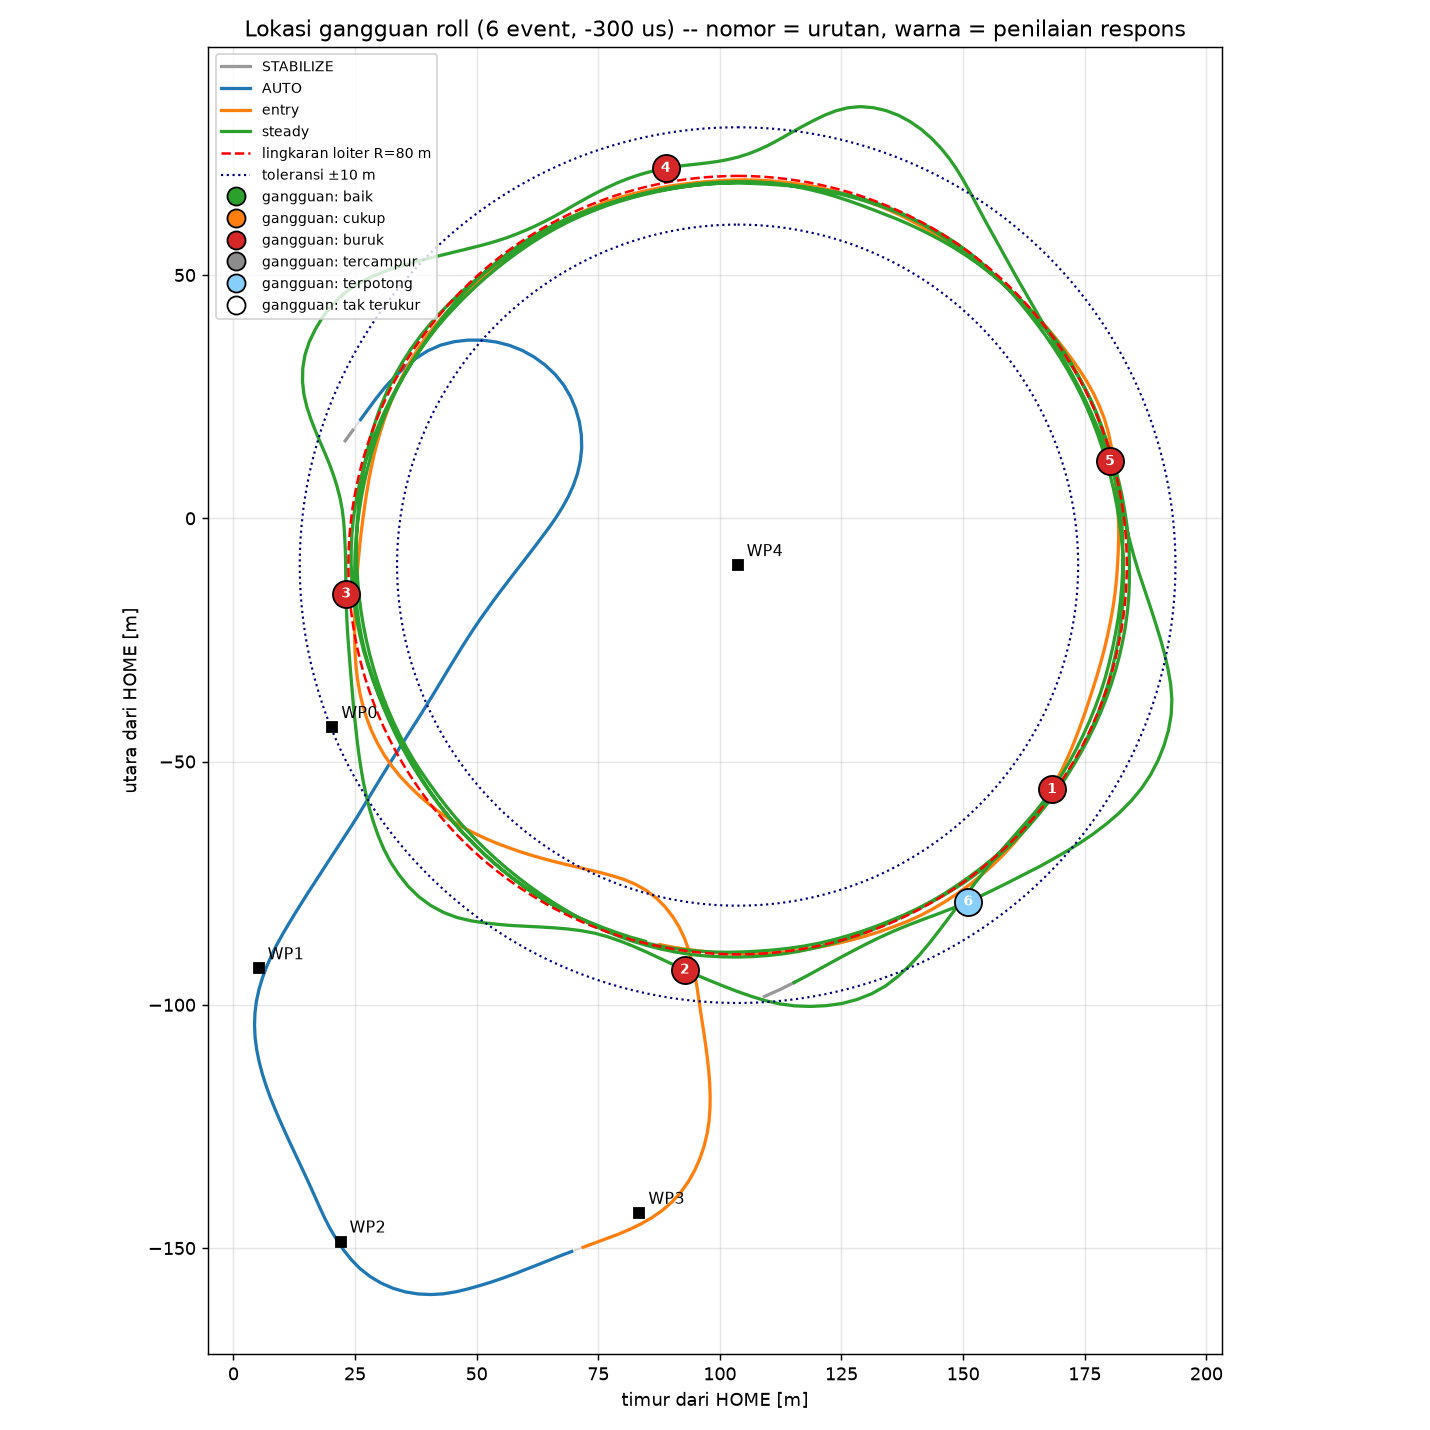 Lokasi gangguan roll (6 event, -300 us) -- nomor = urutan, warna = penilaian respons
STABILIZE
AUTO
entry
steady
lingkaran loiter R=80 m
toleransi ±10 m
gangguan: baik
gangguan: cukup
gangguan: buruk
gangguan: tercampur
gangguan: terpotong
gangguan: tak terukur
4
50
5
0
WP4
3
utara dari HOME [m]
WP0
−50
1
6
WP1
2
−100
WP3
WP2
−150
0 25 50 75 100 125 150 175 200
timur dari HOME [m]